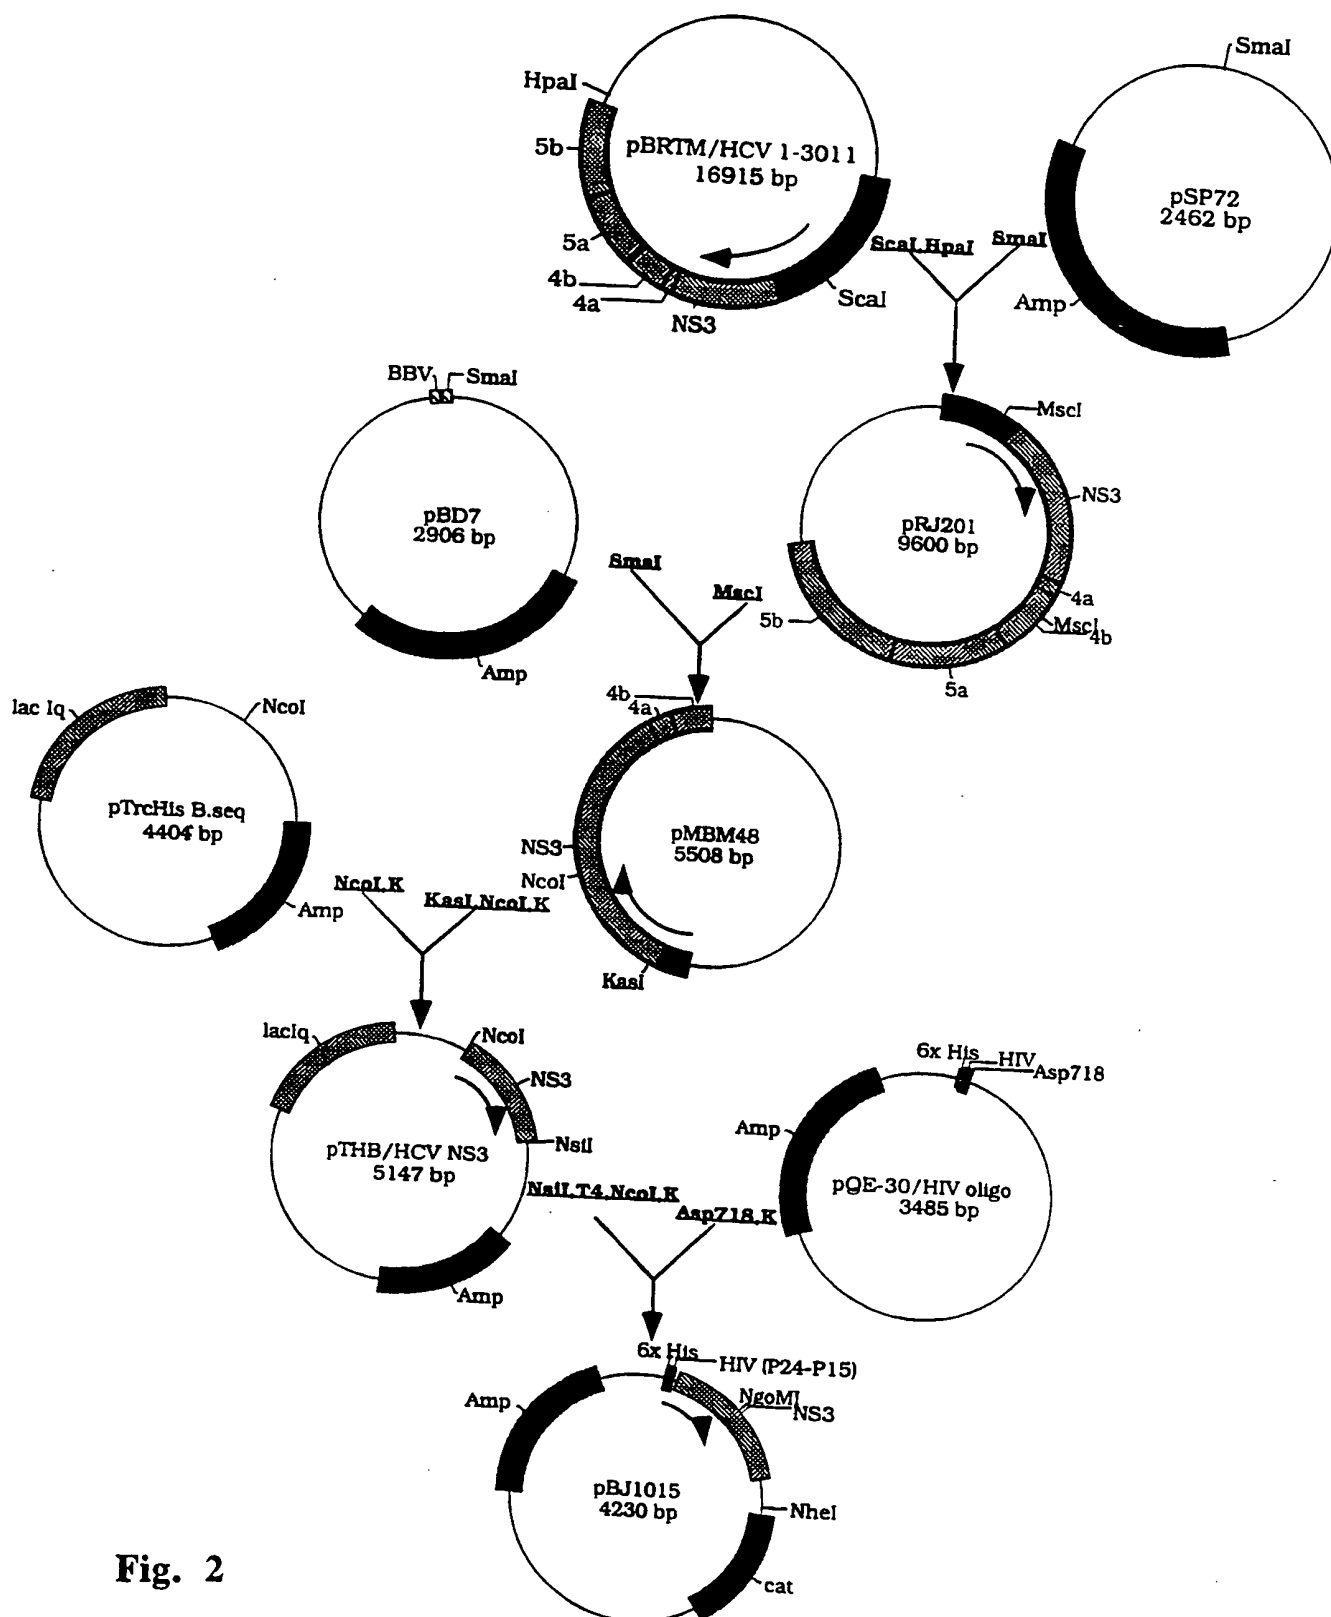 SmaI
HpaI
5b
pBRTM/HCV 1-3011
16915 bp
pSP72
2462 bp
5a
ScaI,HpaI
SmaI
4b
4a
ScaI
Amp
NS3
BBV
SmaI
MscI
NS3
pBD7
2906 bp
pRJ201
9600 bp
SmaI
MscI
4a
5b
MscI
4b
Amp
5a
4b
4a
lac Iq
NcoI
pTrcHis B.seq
4404 bp
pMBM48
5508 bp
NS3
NcoI
NcoI,K
KasI,NcoI,K
Amp
KasI
lacIq
NcoI
6x His
HIV
Asp718
NS3
Amp
NsiI
pTHB/HCV NS3
5147 bp
pQE-30/HIV oligo
3485 bp
NsiI,T4,NcoI,K
Asp718,K
Amp
6x His
HIV (P24-P15)
Amp
NgoMI
NS3
pBJ1015
4230 bp
NheI
cat
Fig. 2